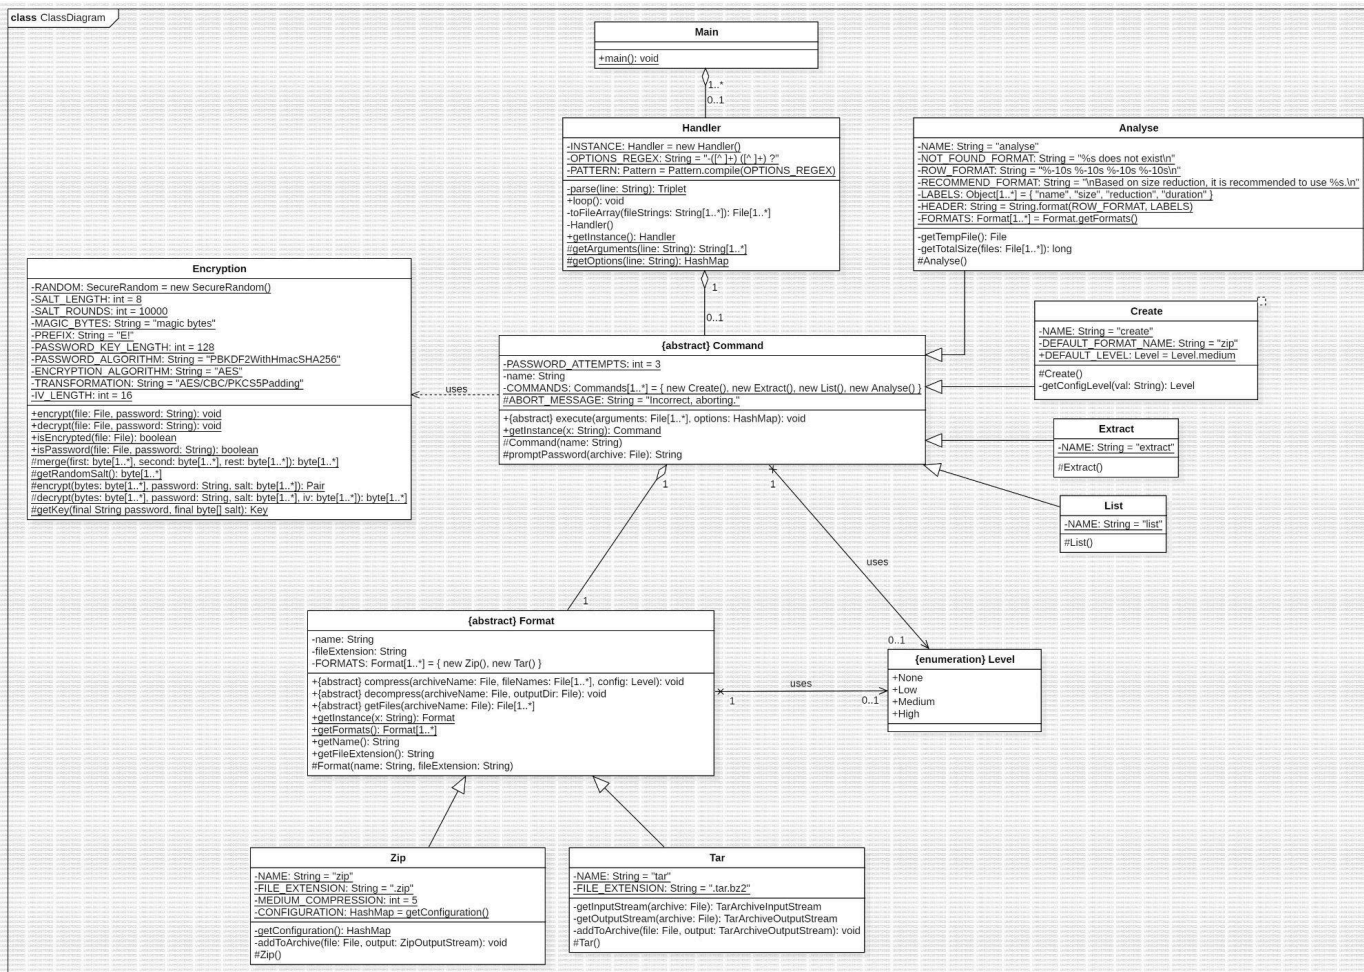 class ClassDiagram
Main
+main(): void
1..*
0..1
Handler
-INSTANCE: Handler = new Handler()
-OPTIONS_REGEX: String = "-([^ ]+) ([^ ]+) ?"
-PATTERN: Pattern = Pattern.compile(OPTIONS_REGEX)
-parse(line: String): Triplet
+loop(): void
-toFileArray(fileStrings: String[1..*]): File[1..*]
-Handler()
+getInstance(): Handler
#getArguments(line: String): String[1..*]
#getOptions(line: String): HashMap
1
0..1
Analyse
-NAME: String = "analyse"
-NOT_FOUND_FORMAT: String = "%s does not exist\n"
-ROW_FORMAT: String = "%-10s %-10s %-10s %-10s\n"
-RECOMMEND_FORMAT: String = "\nBased on size reduction, it is recommended to use %s.\n"
-LABELS: Object[1..*] = { "name", "size", "reduction", "duration" }
-HEADER: String = String.format(ROW_FORMAT, LABELS)
-FORMATS: Format[1..*] = Format.getFormats()
-getTempFile(): File
-getTotalSize(files: File[1..*]): long
#Analyse()
Encryption
-RANDOM: SecureRandom = new SecureRandom()
-SALT_LENGTH: int = 8
-SALT_ROUNDS: int = 10000
-MAGIC_BYTES: String = "magic bytes"
-PREFIX: String = "E!"
-PASSWORD_KEY_LENGTH: int = 128
-PASSWORD_ALGORITHM: String = "PBKDF2WithHmacSHA256"
-ENCRYPTION_ALGORITHM: String = "AES"
-TRANSFORMATION: String = "AES/CBC/PKCS5Padding"
-IV_LENGTH: int = 16
+encrypt(file: File, password: String): void
+decrypt(file: File, password: String): void
+isEncrypted(file: File): boolean
+isPassword(file: File, password: String): boolean
#merge(first: byte[1..*], second: byte[1..*], rest: byte[1..*]): byte[1..*]
#getRandomSalt(): byte[1..*]
#encrypt(bytes: byte[1..*], password: String, salt: byte[1..*]): Pair
#decrypt(bytes: byte[1..*], password: String, salt: byte[1..*], iv: byte[1..*]): byte[1..*]
#getKey(final String password, final byte[] salt): Key
uses
{abstract} Command
-PASSWORD_ATTEMPTS: int = 3
-name: String
-COMMANDS: Commands[1..*] = { new Create(), new Extract(), new List(), new Analyse() }
#ABORT_MESSAGE: String = "Incorrect, aborting."
+{abstract} execute(arguments: File[1..*], options: HashMap): void
+getInstance(x: String): Command
#Command(name: String)
#promptPassword(archive: File): String
Create
-NAME: String = "create"
-DEFAULT_FORMAT_NAME: String = "zip"
+DEFAULT_LEVEL: Level = Level.medium
#Create()
-getConfigLevel(val: String): Level
Extract
-NAME: String = "extract"
#Extract()
List
-NAME: String = "list"
#List()
1
1
uses
1
0..1
{abstract} Format
-name: String
-fileExtension: String
-FORMATS: Format[1..*] = { new Zip(), new Tar() }
+{abstract} compress(archiveName: File, fileNames: File[1..*], config: Level): void
+{abstract} decompress(archiveName: File, outputDir: File): void
+{abstract} getFiles(archiveName: File): File[1..*]
+getInstance(x: String): Format
+getFormats(): Format[1..*]
+getName(): String
+getFileExtension(): String
#Format(name: String, fileExtension: String)
uses
1
0..1
{enumeration} Level
+None
+Low
+Medium
+High
Zip
-NAME: String = "zip"
-FILE_EXTENSION: String = ".zip"
-MEDIUM_COMPRESSION: int = 5
-CONFIGURATION: HashMap = getConfiguration()
-getConfiguration(): HashMap
-addToArchive(file: File, output: ZipOutputStream): void
#Zip()
Tar
-NAME: String = "tar"
-FILE_EXTENSION: String = ".tar.bz2"
-getInputStream(archive: File): TarArchiveInputStream
-getOutputStream(archive: File): TarArchiveOutputStream
-addToArchive(file: File, output: TarArchiveOutputStream): void
#Tar()